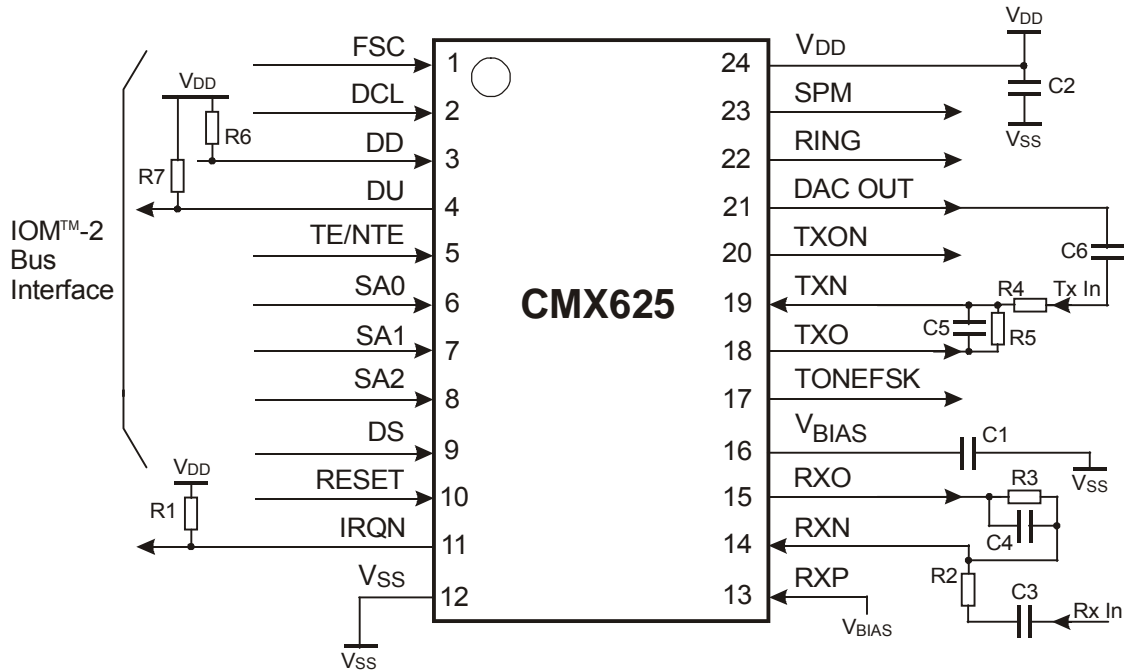 IOM™-2
Bus
Interface
VDD
R6
R7
VDD
R1
VSS
FSC
DCL
DD
DU
TE/NTE
SA0
SA1
SA2
DS
RESET
IRQN
VSS
1
2
3
4
5
6
7
8
9
10
11
12
CMX625
24
23
22
21
20
19
18
17
16
15
14
13
VDD
SPM
RING
DAC OUT
TXON
TXN
TXO
TONEFSK
VBIAS
RXO
RXN
RXP
VDD
C2
VSS
C6
R4
Tx In
C5
R5
C1
VSS
R3
C4
R2
C3
Rx In
VBIAS